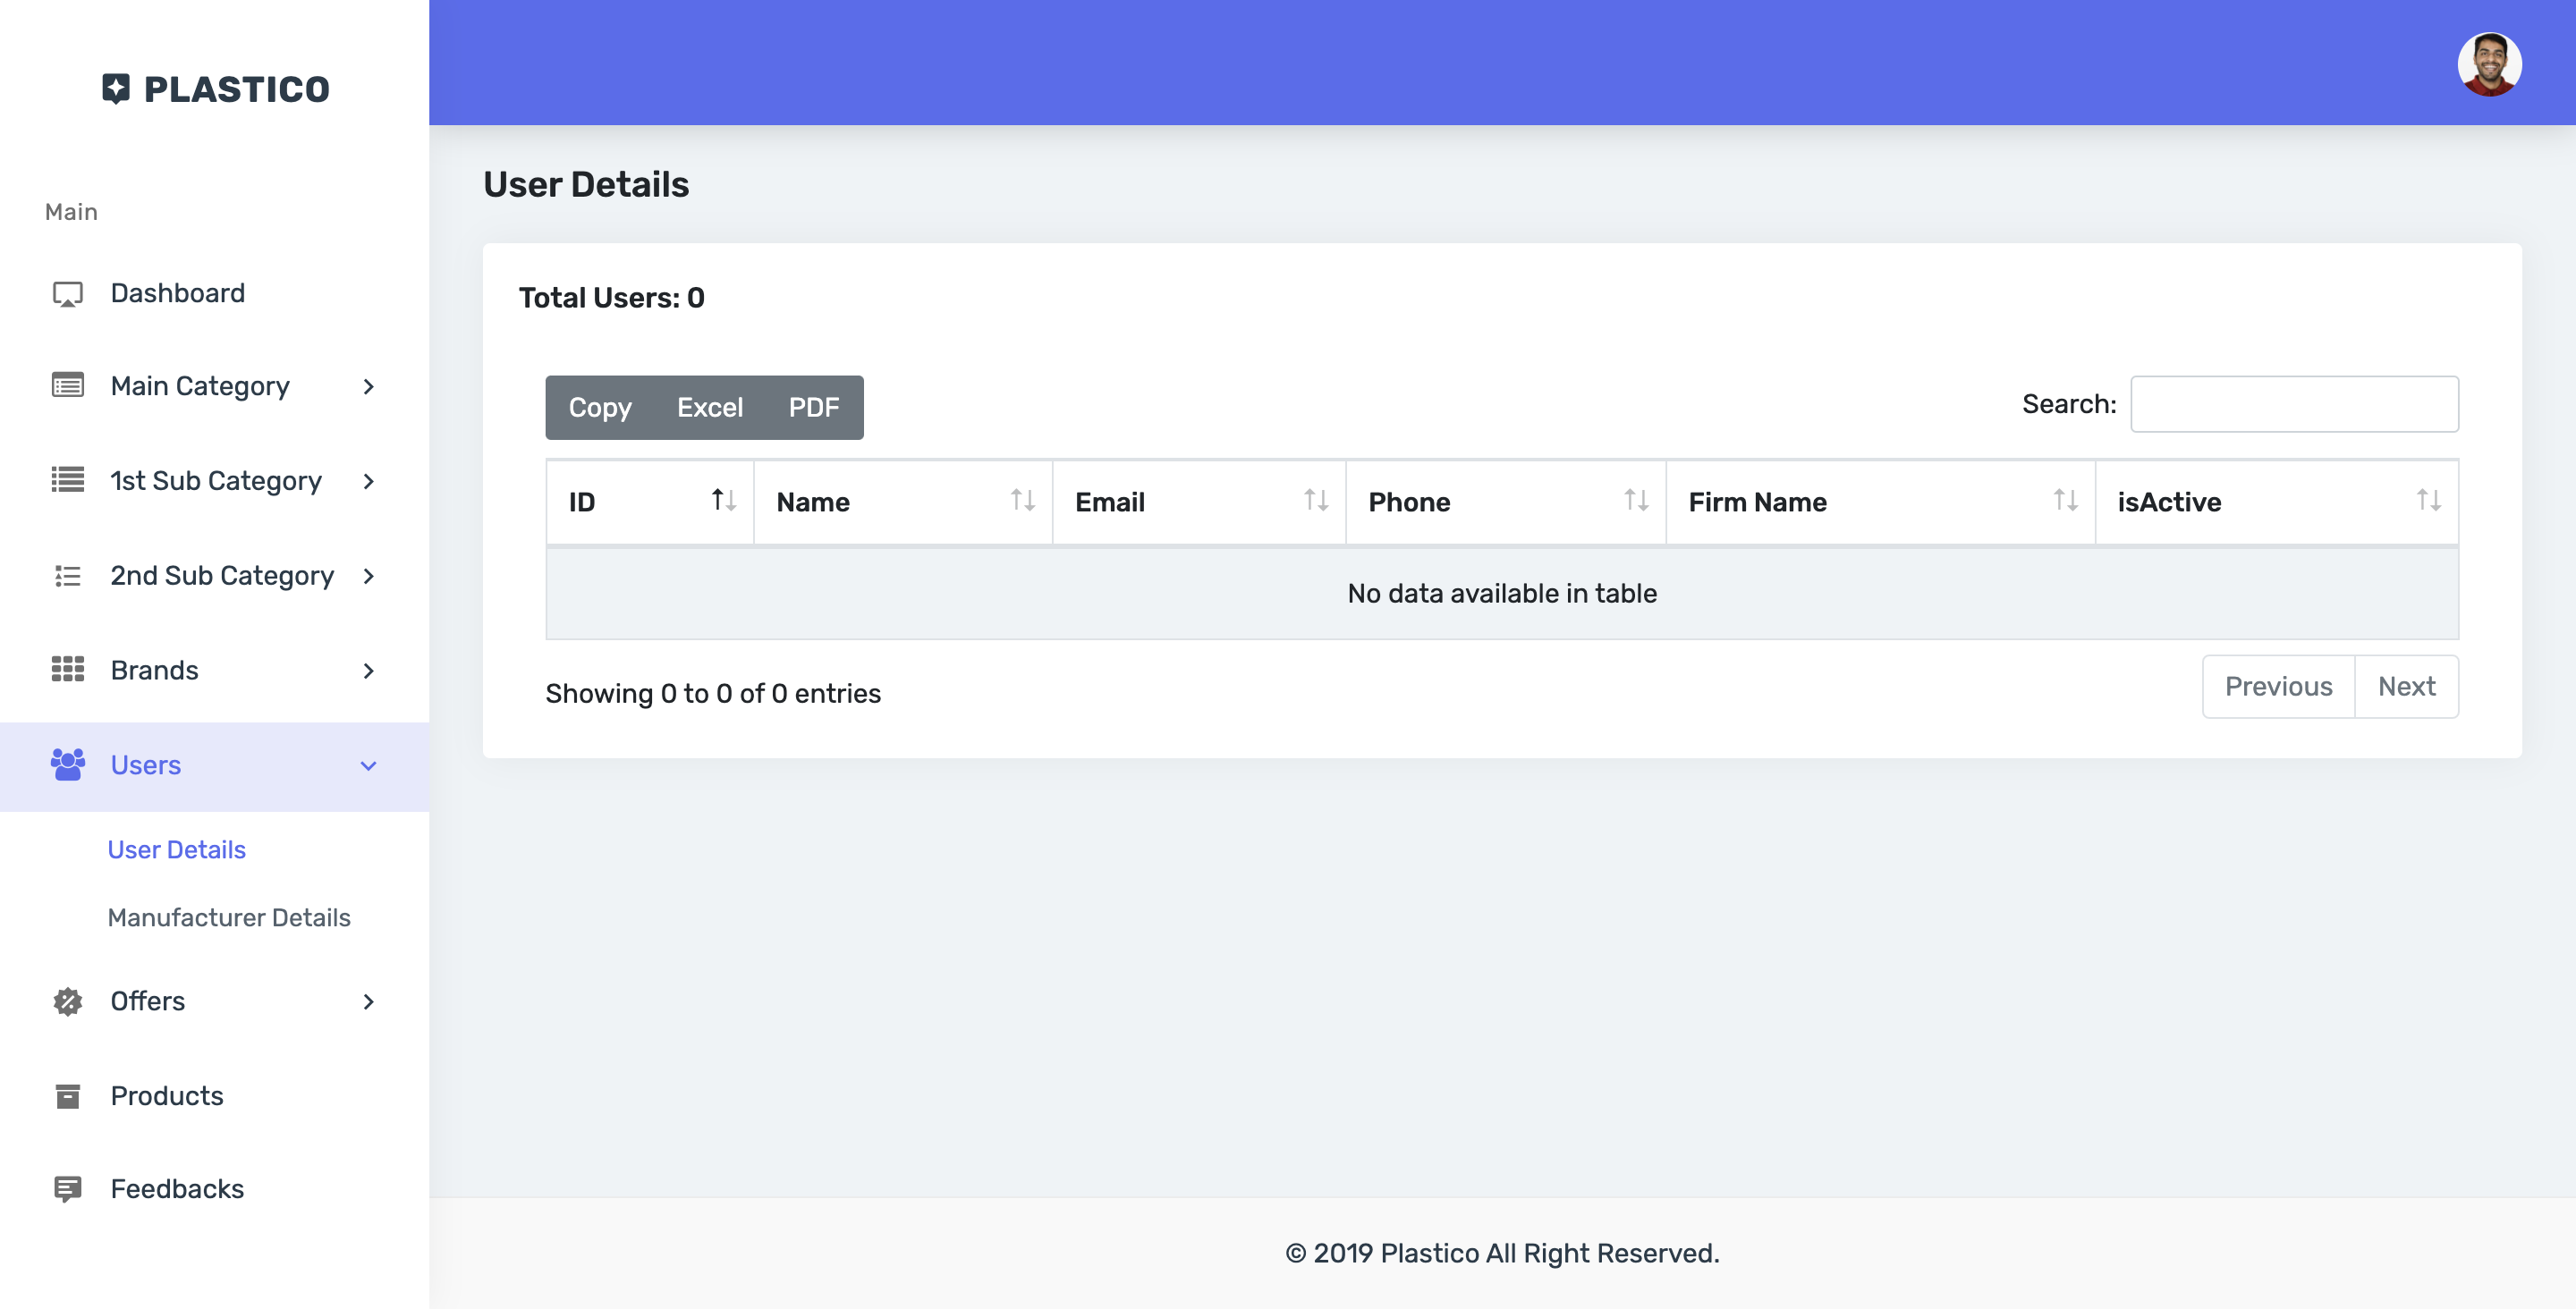 PLASTICO
Main
Dashboard
Main Category
1st Sub Category
2nd Sub Category
Brands
Users
User Details
Manufacturer Details
Offers
Products
Feedbacks
User Details
Total Users: 0
Copy Excel PDF
Search:
ID Name Email Phone Firm Name isActive
No data available in table
Showing 0 to 0 of 0 entries
Previous Next
© 2019 Plastico All Right Reserved.